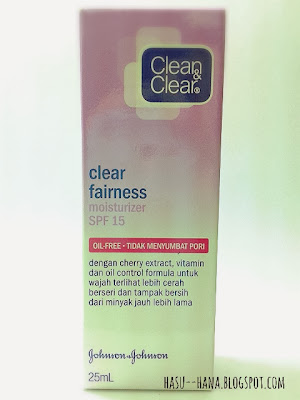 Clean
&
Clear®
clear
fairness
moisturizer
SPF 15
OIL-FREE - TIDAK MENYUMBAT PORI
dengan cherry extract, vitamin
dan oil control formula untuk
wajah terlihat lebih cerah
berseri dan tampak bersih
dari minyak jauh lebih lama
Johnson & Johnson
25mL
HASU--HANA.BLOGSPOT.COM